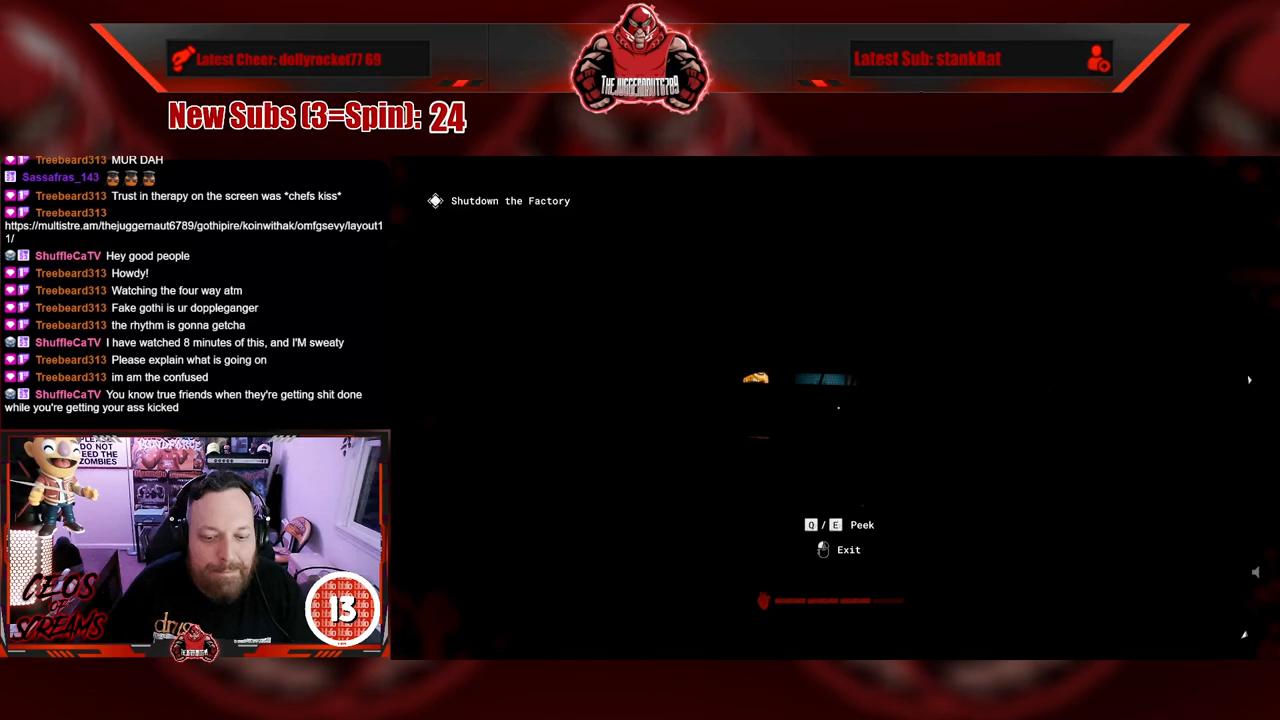 Latest Cheer: dollyrocket77 69
THEJUGGERNAUT6789
Latest Sub: stankRat
New Subs (3=Spin): 24
Treebeard313 MUR DAH
Sassafras_143
Treebeard313 Trust in therapy on the screen was *chefs kiss*
Treebeard313
https://multistre.am/thejuggernaut6789/gothipire/koinwithak/omfgsevy/layout1
1/
ShuffleCaTV Hey good people
Treebeard313 Howdy!
Treebeard313 Watching the four way atm
Treebeard313 Fake gothi is ur doppleganger
Treebeard313 the rhythm is gonna getcha
ShuffleCaTV I have watched 8 minutes of this, and I'M sweaty
Treebeard313 Please explain what is going on
Treebeard313 im am the confused
ShuffleCaTV You know true friends when they're getting shit done
while you're getting your ass kicked
Shutdown the Factory
Q / E Peek
Exit
DO NOT
FEED THE
ZOMBIES
CEOS
OF
SCREAMS
13